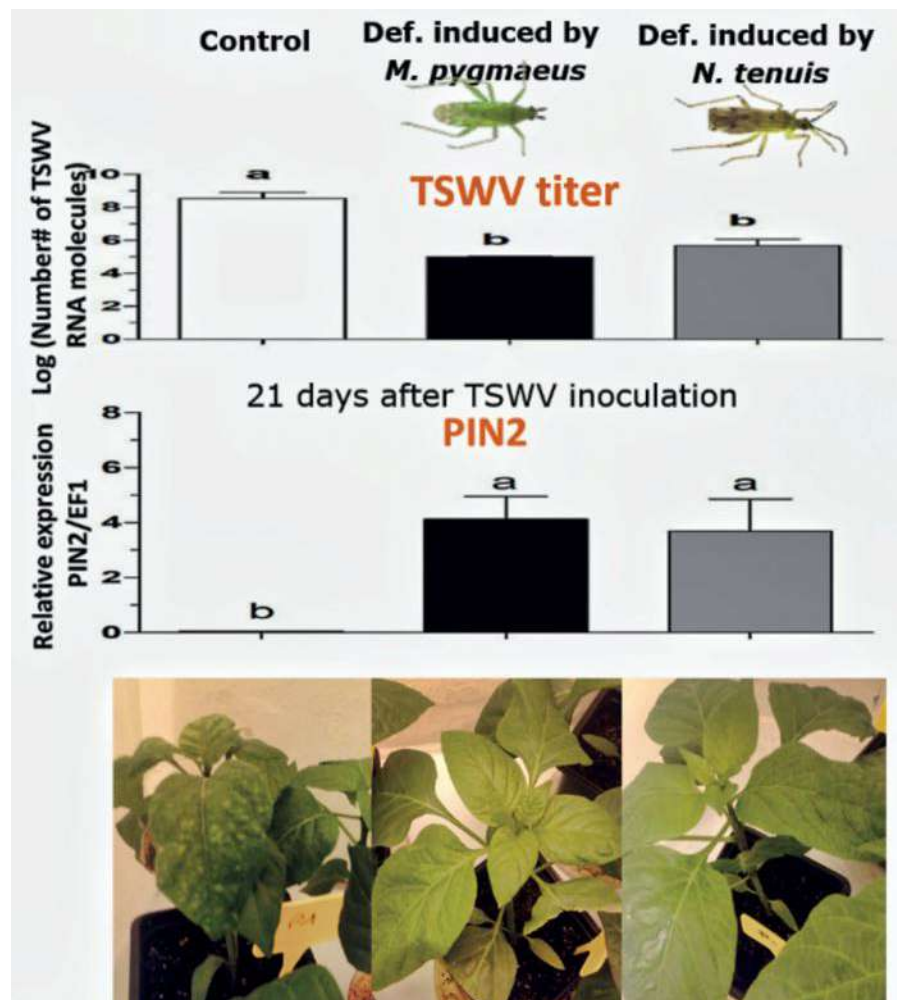 Control
Def. induced by
M. pygmaeus
Def. induced by
N. tenuis
Log (Number# of TSWV
RNA molecules)
10
8
6
4
2
0
a
TSWV titer
b
b
21 days after TSWV inoculation
PIN2
Relative expression
PIN2/EF1
8
6
4
2
0
b
a
a